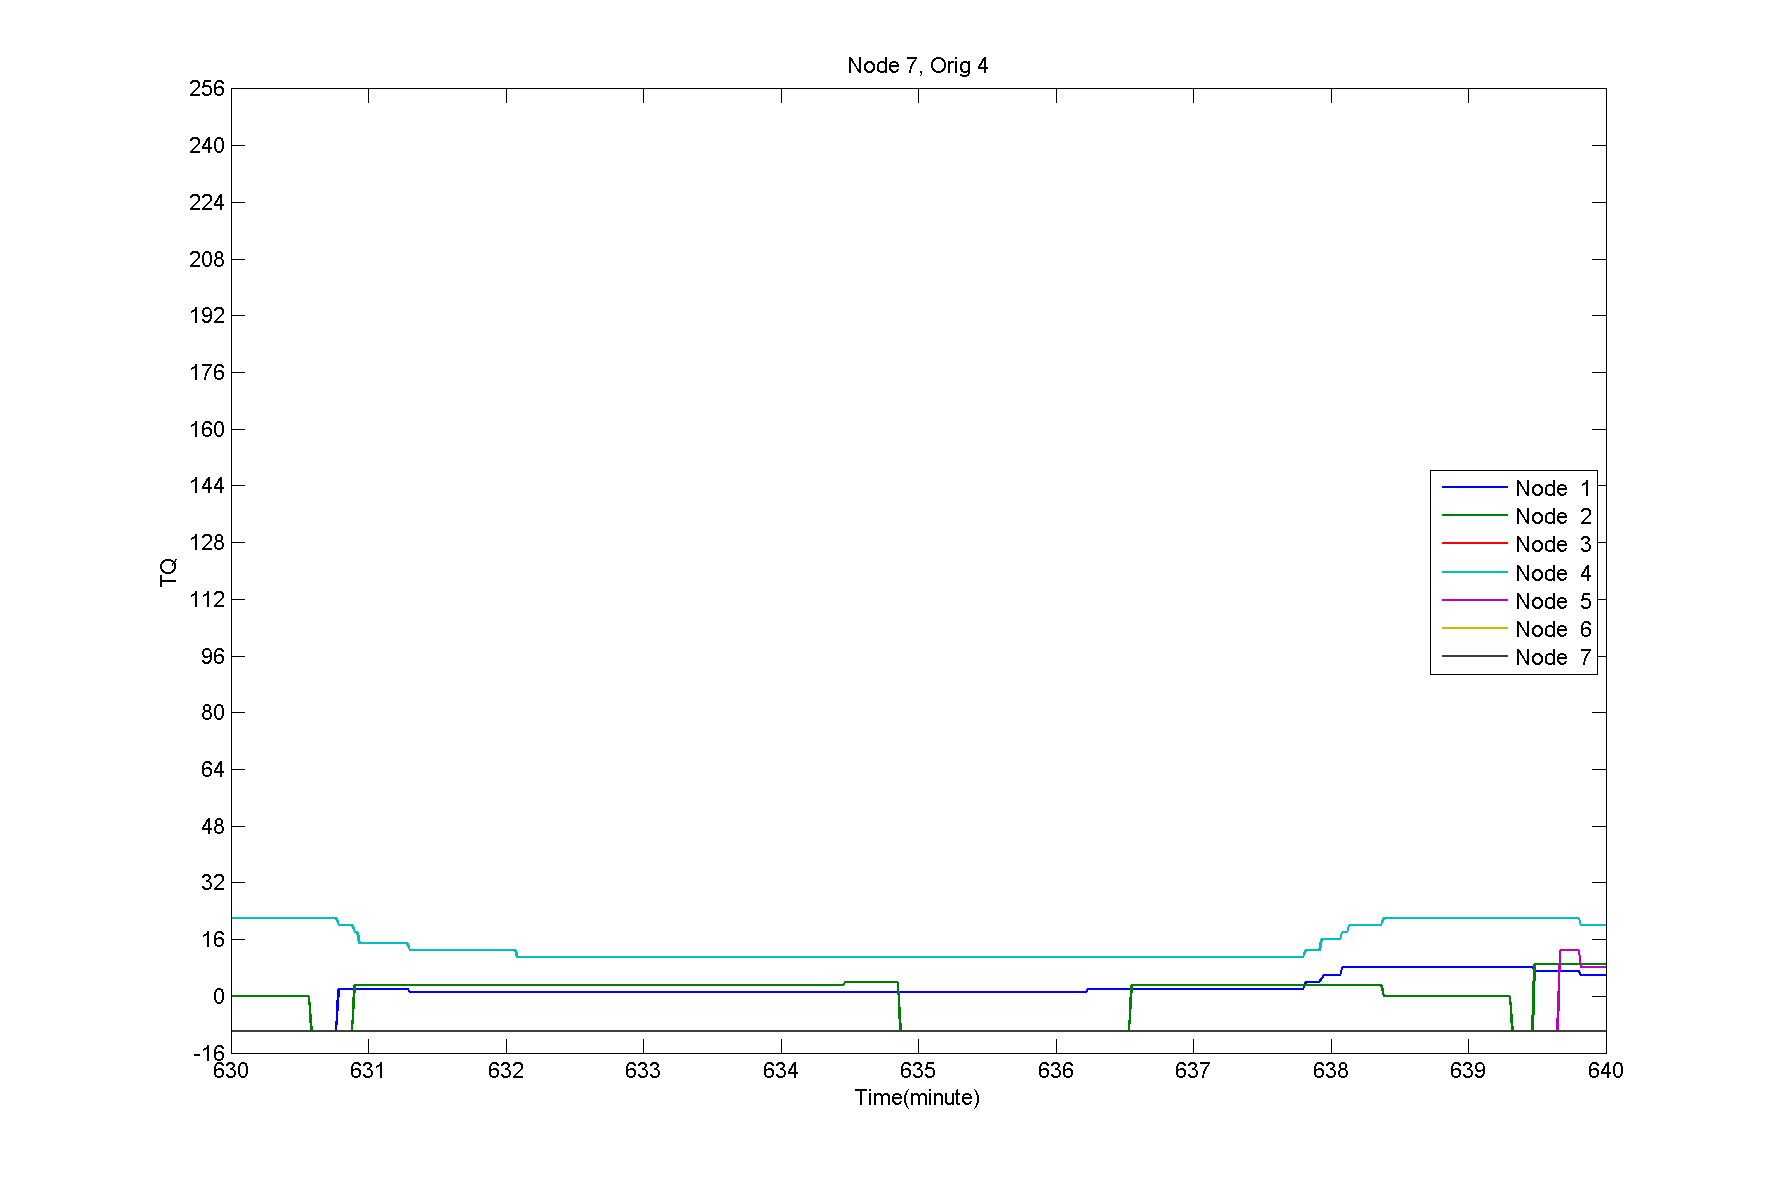 Node 7, Orig 4
256
240
224
208
192
176
160
144
128
112
96
80
64
48
32
16
0
-16
TQ
Node 1
Node 2
Node 3
Node 4
Node 5
Node 6
Node 7
630 631 632 633 634 635 636 637 638 639 640
Time(minute)